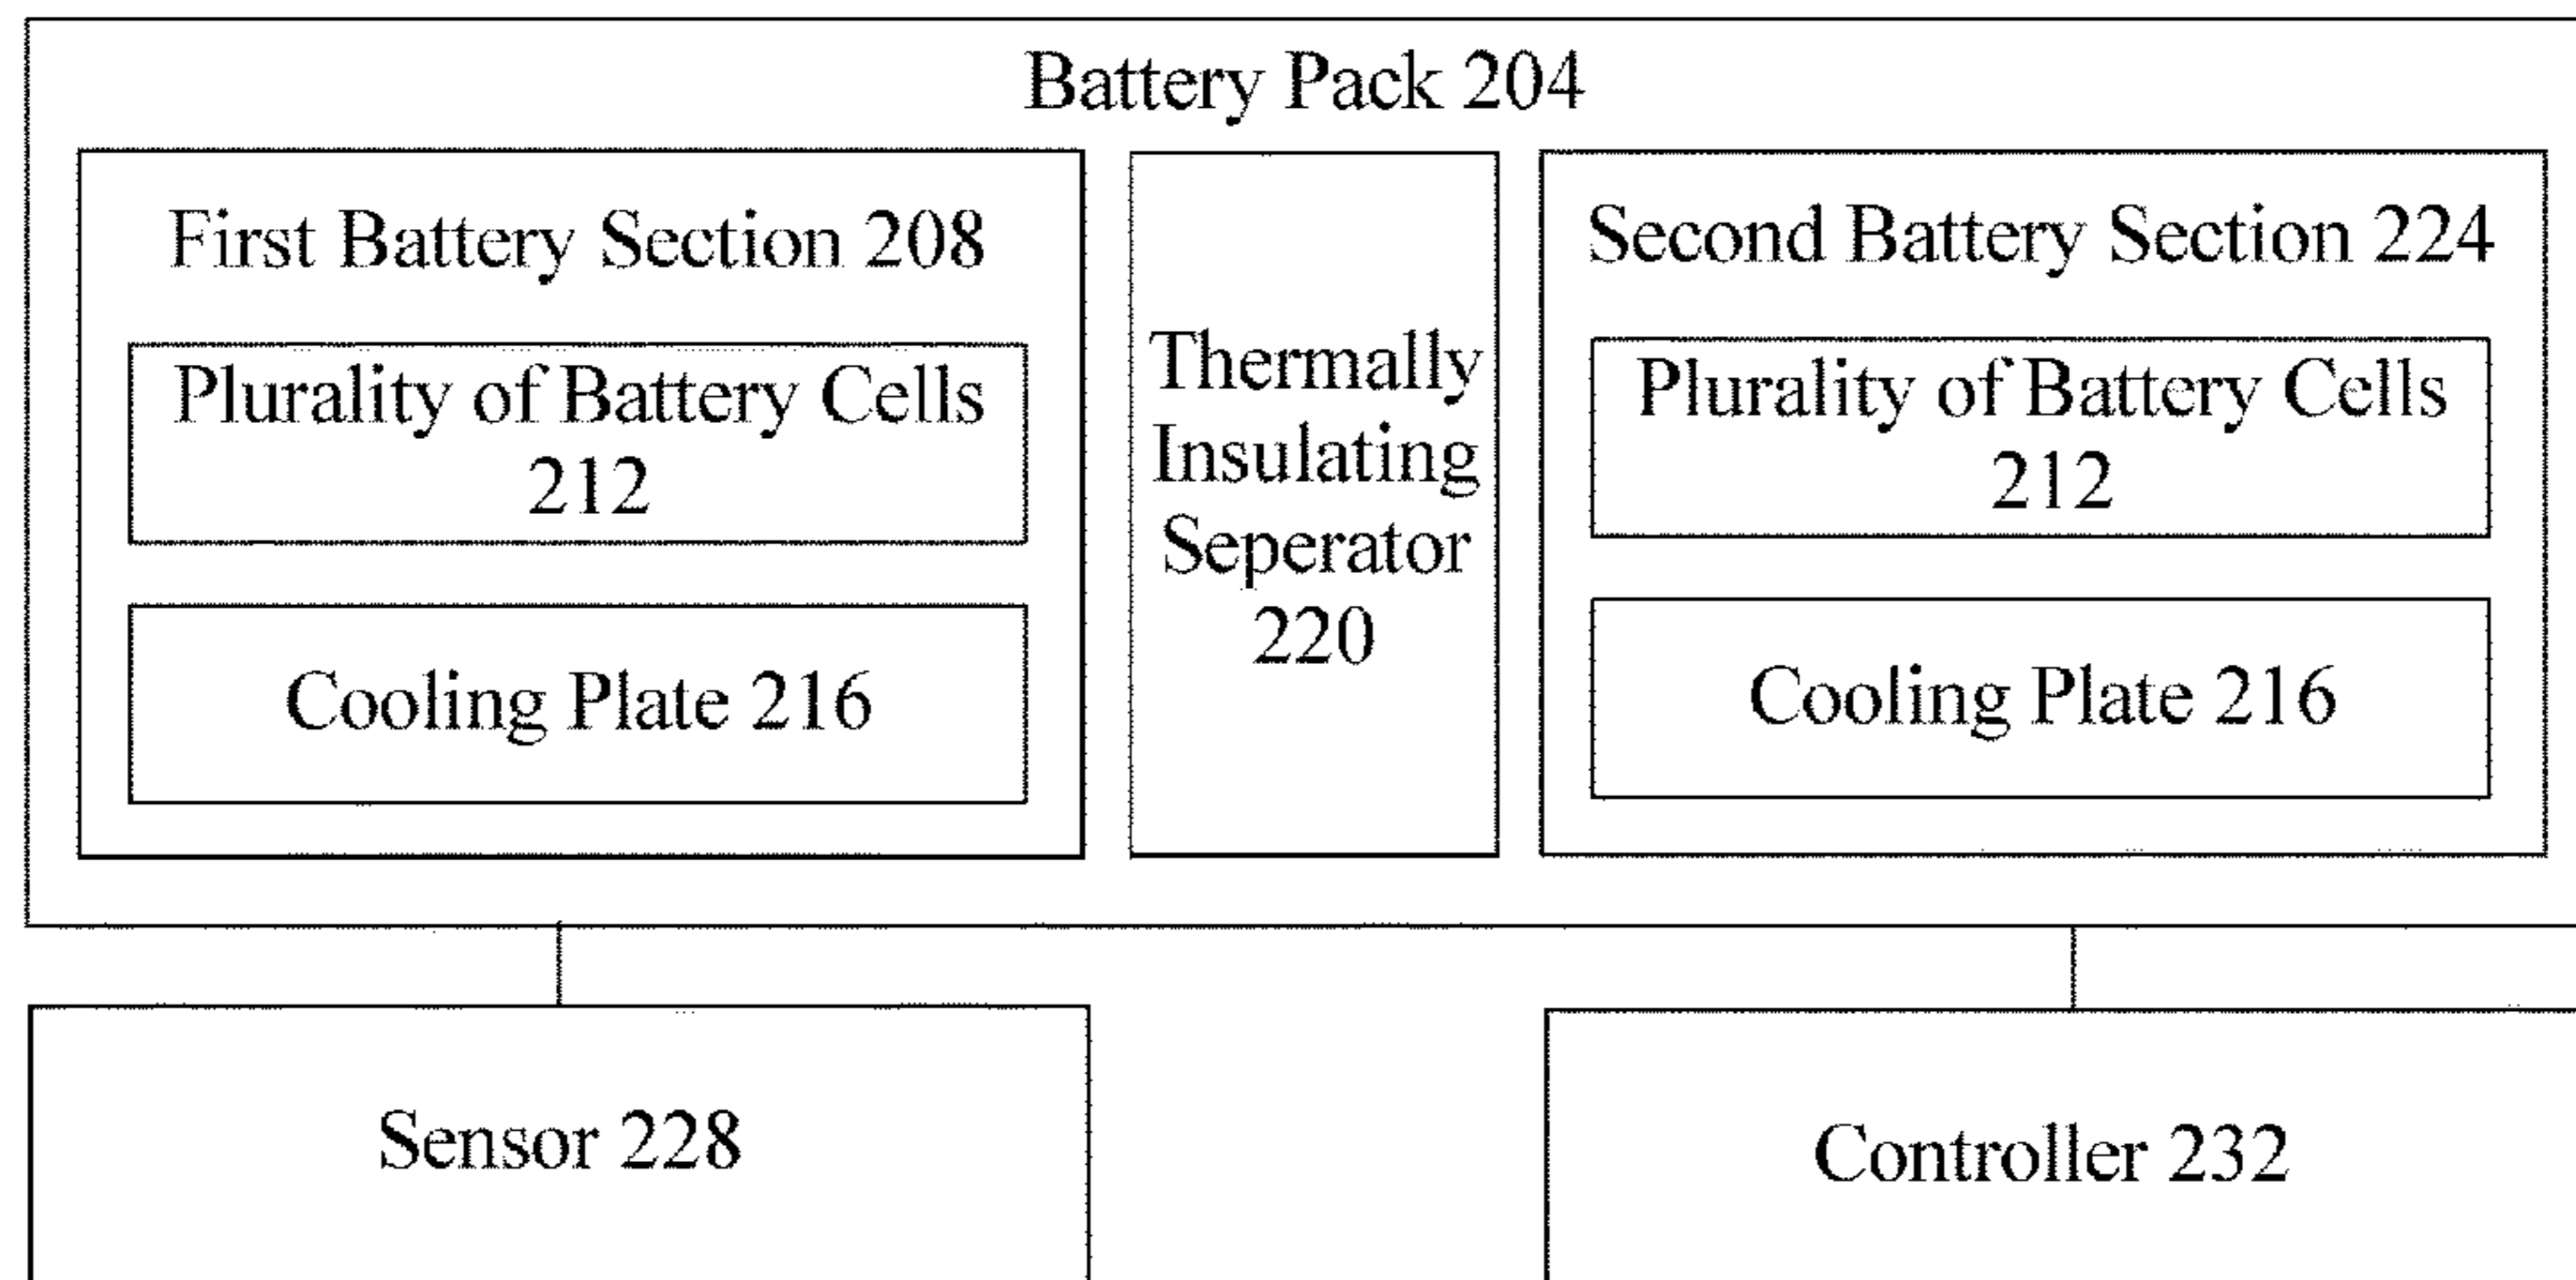 Battery Pack 204
First Battery Section 208
Plurality of Battery Cells
212
Cooling Plate 216
Thermally
Insulating
Seperator
220
Second Battery Section 224
Plurality of Battery Cells
212
Cooling Plate 216
Sensor 228
Controller 232